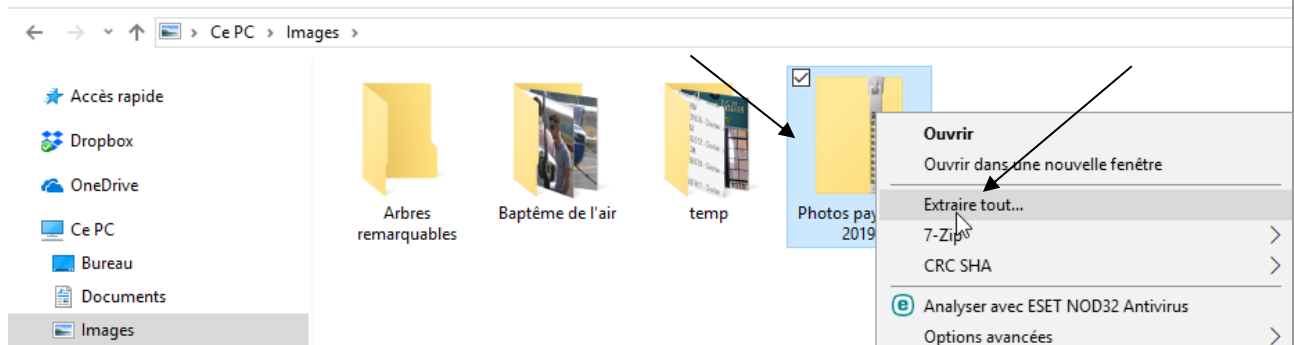 Ce PC > Images >
Accès rapide
Dropbox
OneDrive
Ce PC
Bureau
Documents
Images
Arbres
remarquables
Baptême de l'air
temp
Photos pay
2019
Ouvrir
Ouvrir dans une nouvelle fenêtre
Extraire tout...
7-Zip
CRC SHA
Analyser avec ESET NOD32 Antivirus
Options avancées